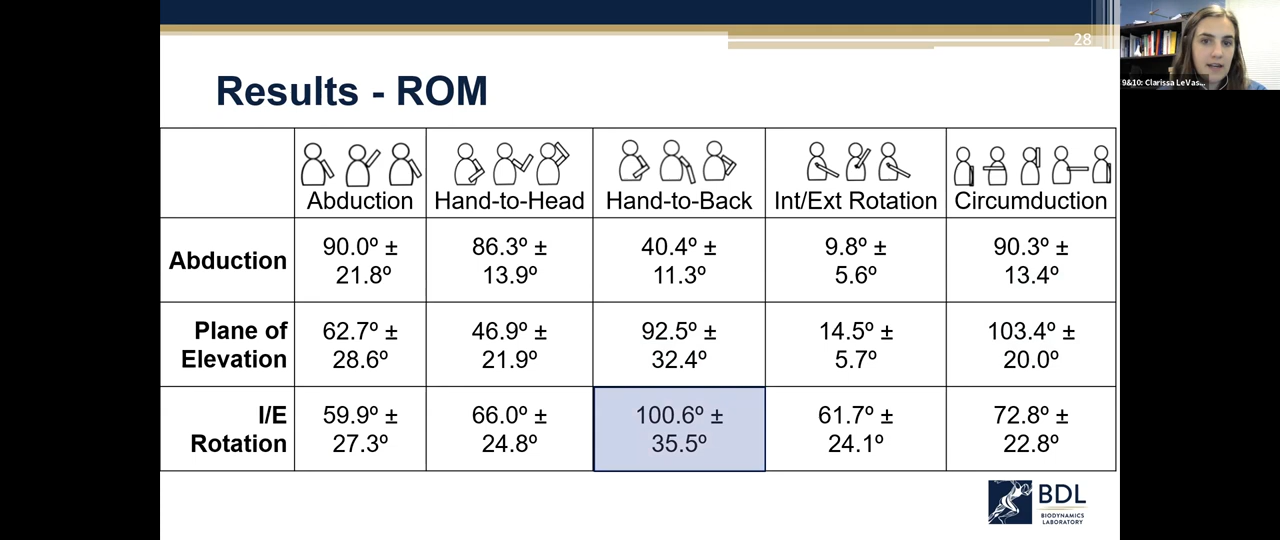 28
9&10: Clarissa LeVas...
Results - ROM
Abduction
Hand-to-Head
Hand-to-Back
Int/Ext Rotation
Circumduction
Abduction
90.0º ±
21.8º
86.3º ±
13.9º
40.4º ±
11.3º
9.8º ±
5.6º
90.3º ±
13.4º
Plane of
Elevation
62.7º ±
28.6º
46.9º ±
21.9º
92.5º ±
32.4º
14.5º ±
5.7º
103.4º ±
20.0º
I/E
Rotation
59.9º ±
27.3º
66.0º ±
24.8º
100.6º ±
35.5º
61.7º ±
24.1º
72.8º ±
22.8º
BDL
BIODYNAMICS
LABORATORY